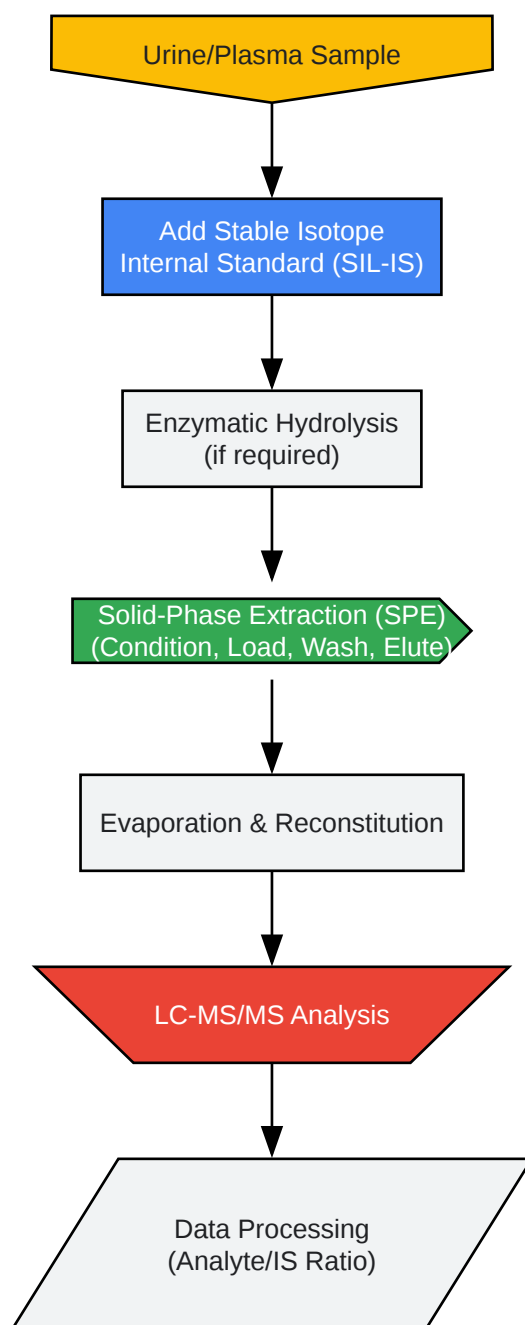 Urine/Plasma Sample
Add Stable Isotope
Internal Standard (SIL-IS)
Enzymatic Hydrolysis
(if required)
Solid-Phase Extraction (SPE)
(Condition, Load, Wash, Elute)
Evaporation & Reconstitution
LC-MS/MS Analysis
Data Processing
(Analyte/IS Ratio)